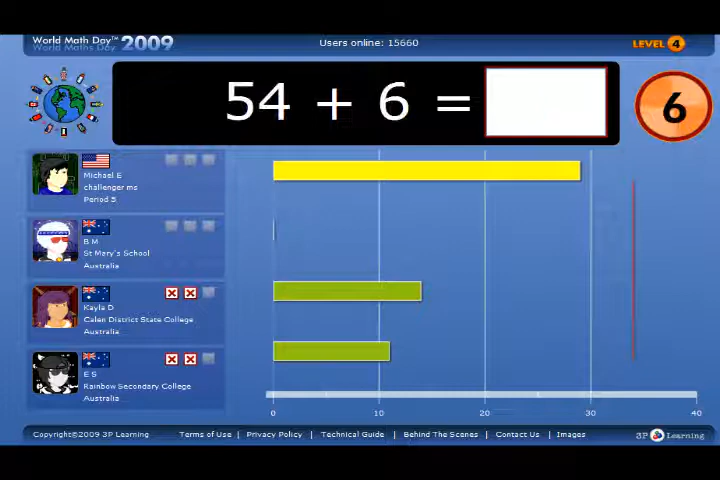 World Math Day™ 2009
World Maths Day
Users online: 15660
LEVEL 4
54 + 6 =
6
Michael E
challenger ms
Period 5
B M
St Mary's School
Australia
Kayla D
Calen District State College
Australia
E S
Rainbow Secondary College
Australia
0 10 20 30 40
Copyright©2009 3P Learning
Terms of Use | Privacy Policy | Technical Guide | Behind The Scenes | Contact Us | Images
3P Learning